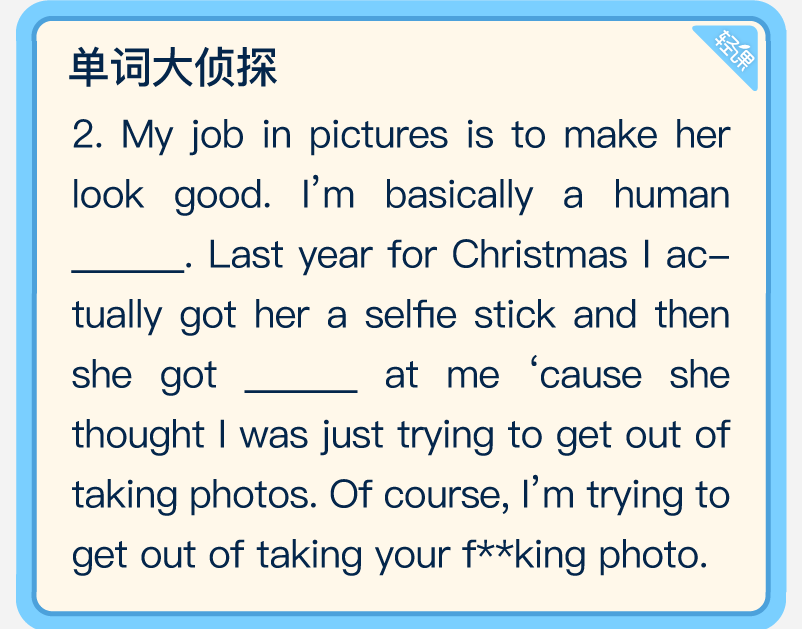 单词大侦探
轻课
2. My job in pictures is to make her
look good. I’m basically a human
______. Last year for Christmas I ac–
tually got her a selfie stick and then
she got ______ at me ‘cause she
thought I was just trying to get out of
taking photos. Of course, I’m trying to
get out of taking your f**king photo.